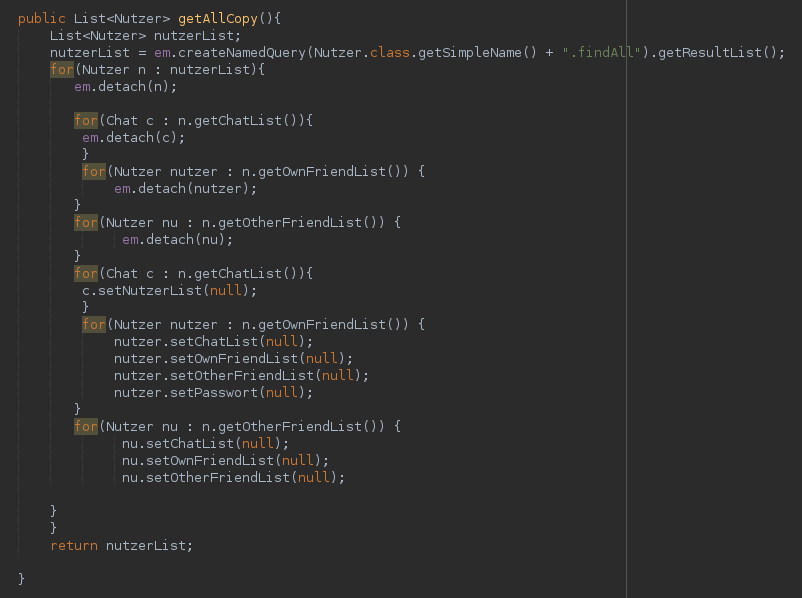 public List<Nutzer> getAllCopy(){
    List<Nutzer> nutzerList;
    nutzerList = em.createNamedQuery(Nutzer.class.getSimpleName() + ".findAll").getResultList();
    for(Nutzer n : nutzerList){
       em.detach(n);
       for(Chat c : n.getChatList()){
        em.detach(c);
        }
        for(Nutzer nutzer : n.getOwnFriendList()) {
            em.detach(nutzer);
       }
       for(Nutzer nu : n.getOtherFriendList()) {
             em.detach(nu);
       }
       for(Chat c : n.getChatList()){
        c.setNutzerList(null);
        }
        for(Nutzer nutzer : n.getOwnFriendList()) {
            nutzer.setChatList(null);
            nutzer.setOwnFriendList(null);
            nutzer.setOtherFriendList(null);
            nutzer.setPasswort(null);
       }
       for(Nutzer nu : n.getOtherFriendList()) {
             nu.setChatList(null);
             nu.setOwnFriendList(null);
             nu.setOtherFriendList(null);
    }
    }
    return nutzerList;
}